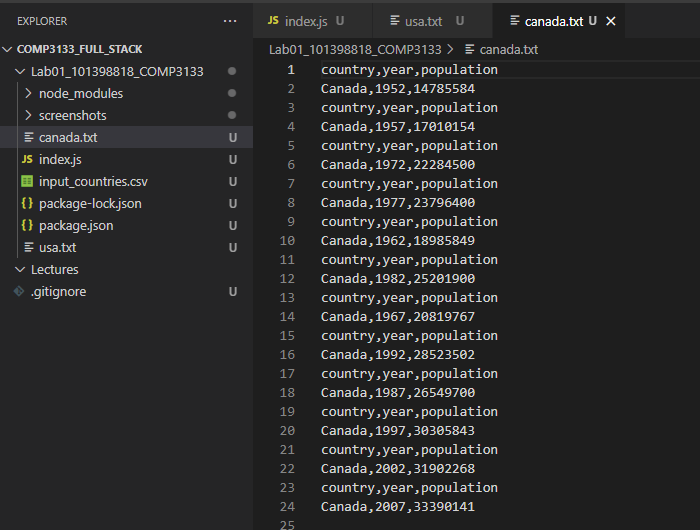 EXPLORER
COMP3133_FULL_STACK
Lab01_101398818_COMP3133
node_modules
screenshots
canada.txt U
JS index.js U
input_countries.csv U
{} package-lock.json U
{} package.json U
usa.txt U
Lectures
.gitignore U
JS index.js U usa.txt U canada.txt U
Lab01_101398818_COMP3133 > canada.txt
1 country,year,population
2 Canada,1952,14785584
3 country,year,population
4 Canada,1957,17010154
5 country,year,population
6 Canada,1972,22284500
7 country,year,population
8 Canada,1977,23796400
9 country,year,population
10 Canada,1962,18985849
11 country,year,population
12 Canada,1982,25201900
13 country,year,population
14 Canada,1967,20819767
15 country,year,population
16 Canada,1992,28523502
17 country,year,population
18 Canada,1987,26549700
19 country,year,population
20 Canada,1997,30305843
21 country,year,population
22 Canada,2002,31902268
23 country,year,population
24 Canada,2007,33390141
25